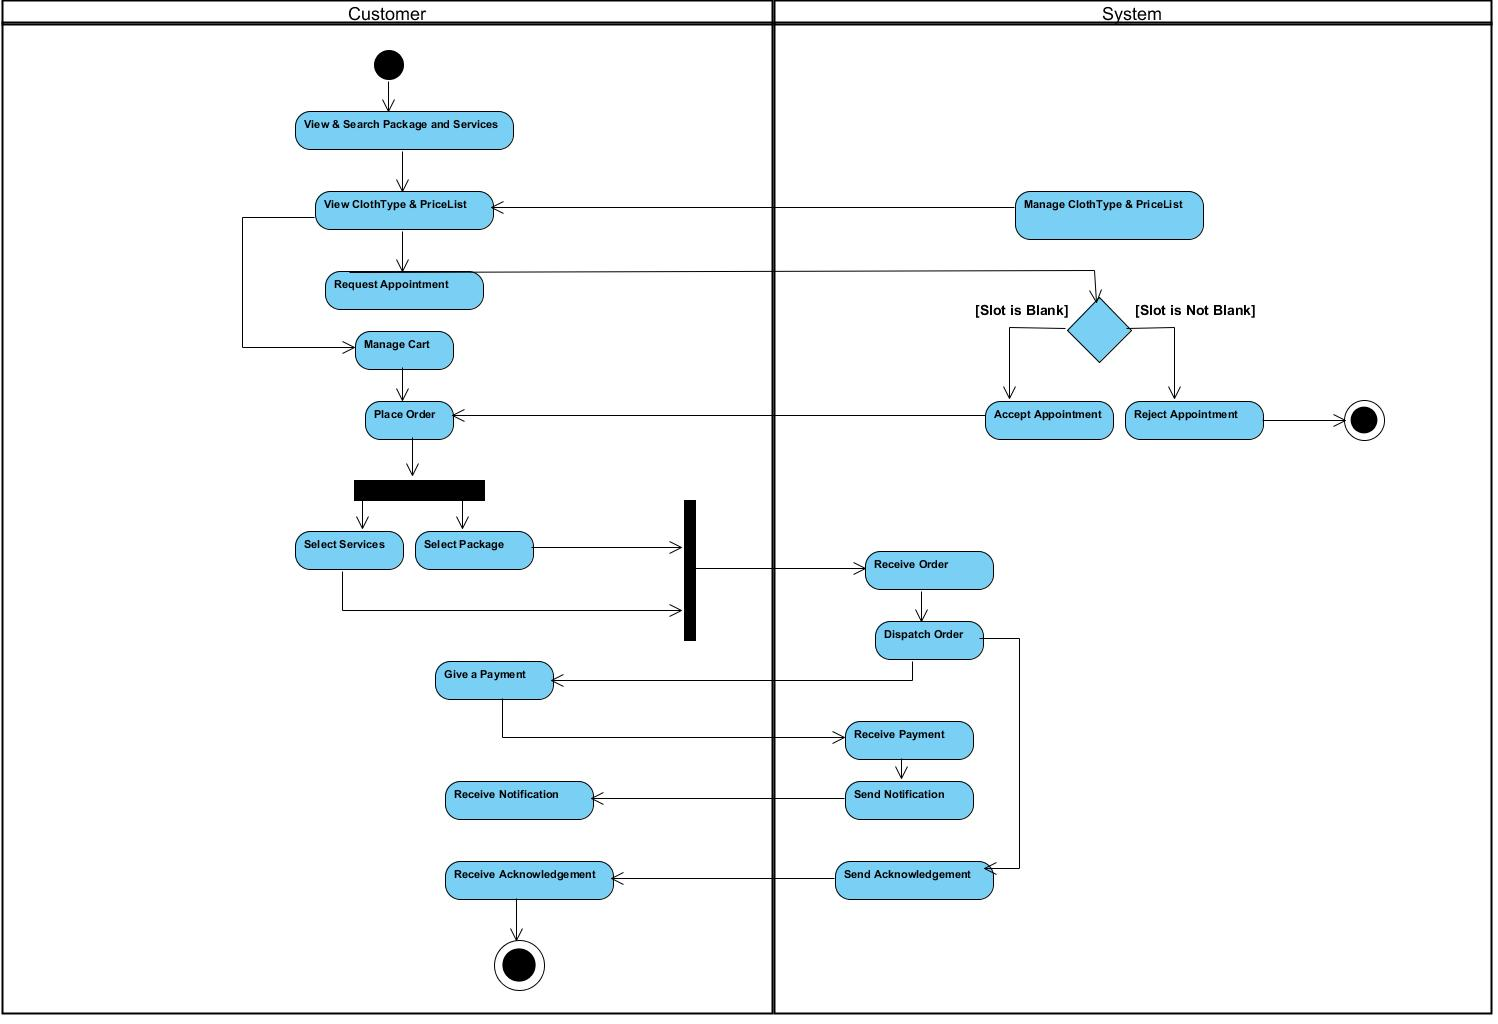 Customer
System
View & Search Package and Services
View ClothType & PriceList
Manage ClothType & PriceList
Request Appointment
[Slot is Blank]
[Slot is Not Blank]
Manage Cart
Place Order
Accept Appointment
Reject Appointment
Select Services
Select Package
Receive Order
Dispatch Order
Give a Payment
Receive Payment
Receive Notification
Send Notification
Receive Acknowledgement
Send Acknowledgement